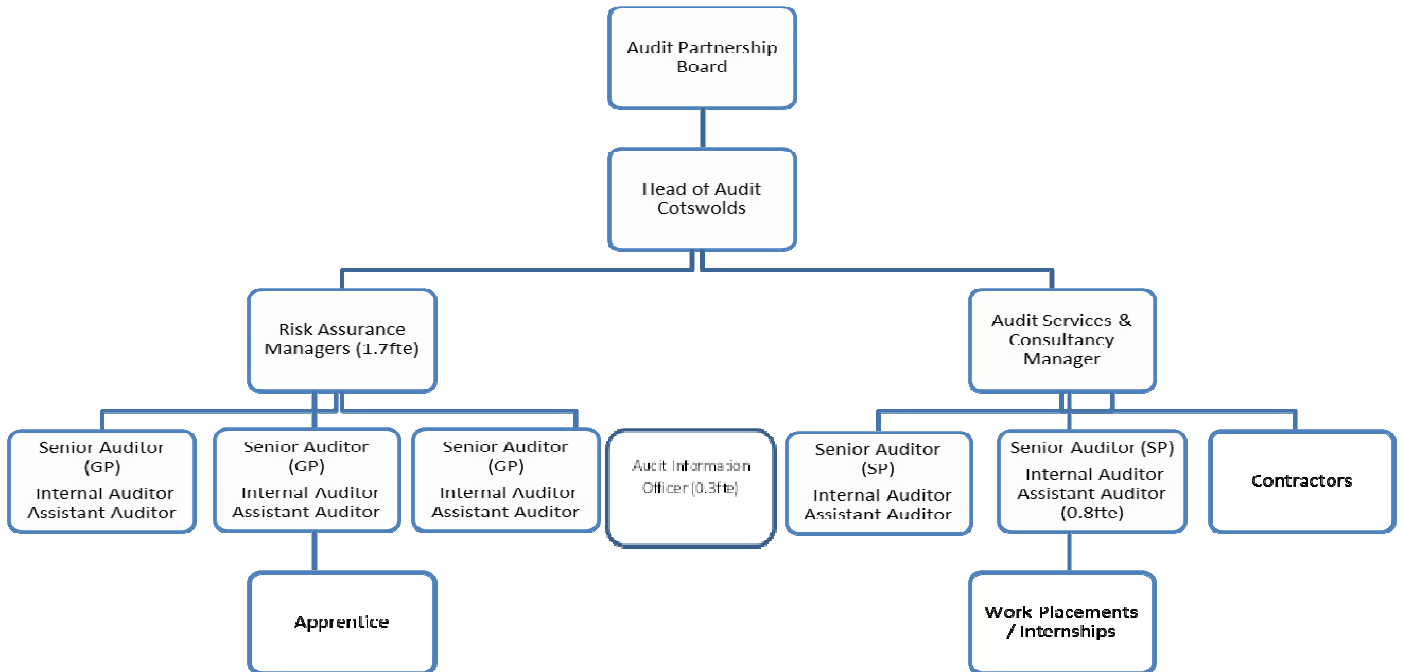 Audit Partnership
Board
Head of Audit
Cotswolds
Risk Assurance
Managers (1.7fte)
Audit Services &
Consultancy
Manager
Senior Auditor
(GP)
Internal Auditor
Assistant Auditor
Senior Auditor
(GP)
Internal Auditor
Assistant Auditor
Senior Auditor
(GP)
Internal Auditor
Assistant Auditor
Audit Information
Officer (0.3fte)
Senior Auditor
(SP)
Internal Auditor
Assistant Auditor
Senior Auditor (SP)
Internal Auditor
Assistant Auditor
(0.8fte)
Contractors
Apprentice
Work Placements
/ Internships